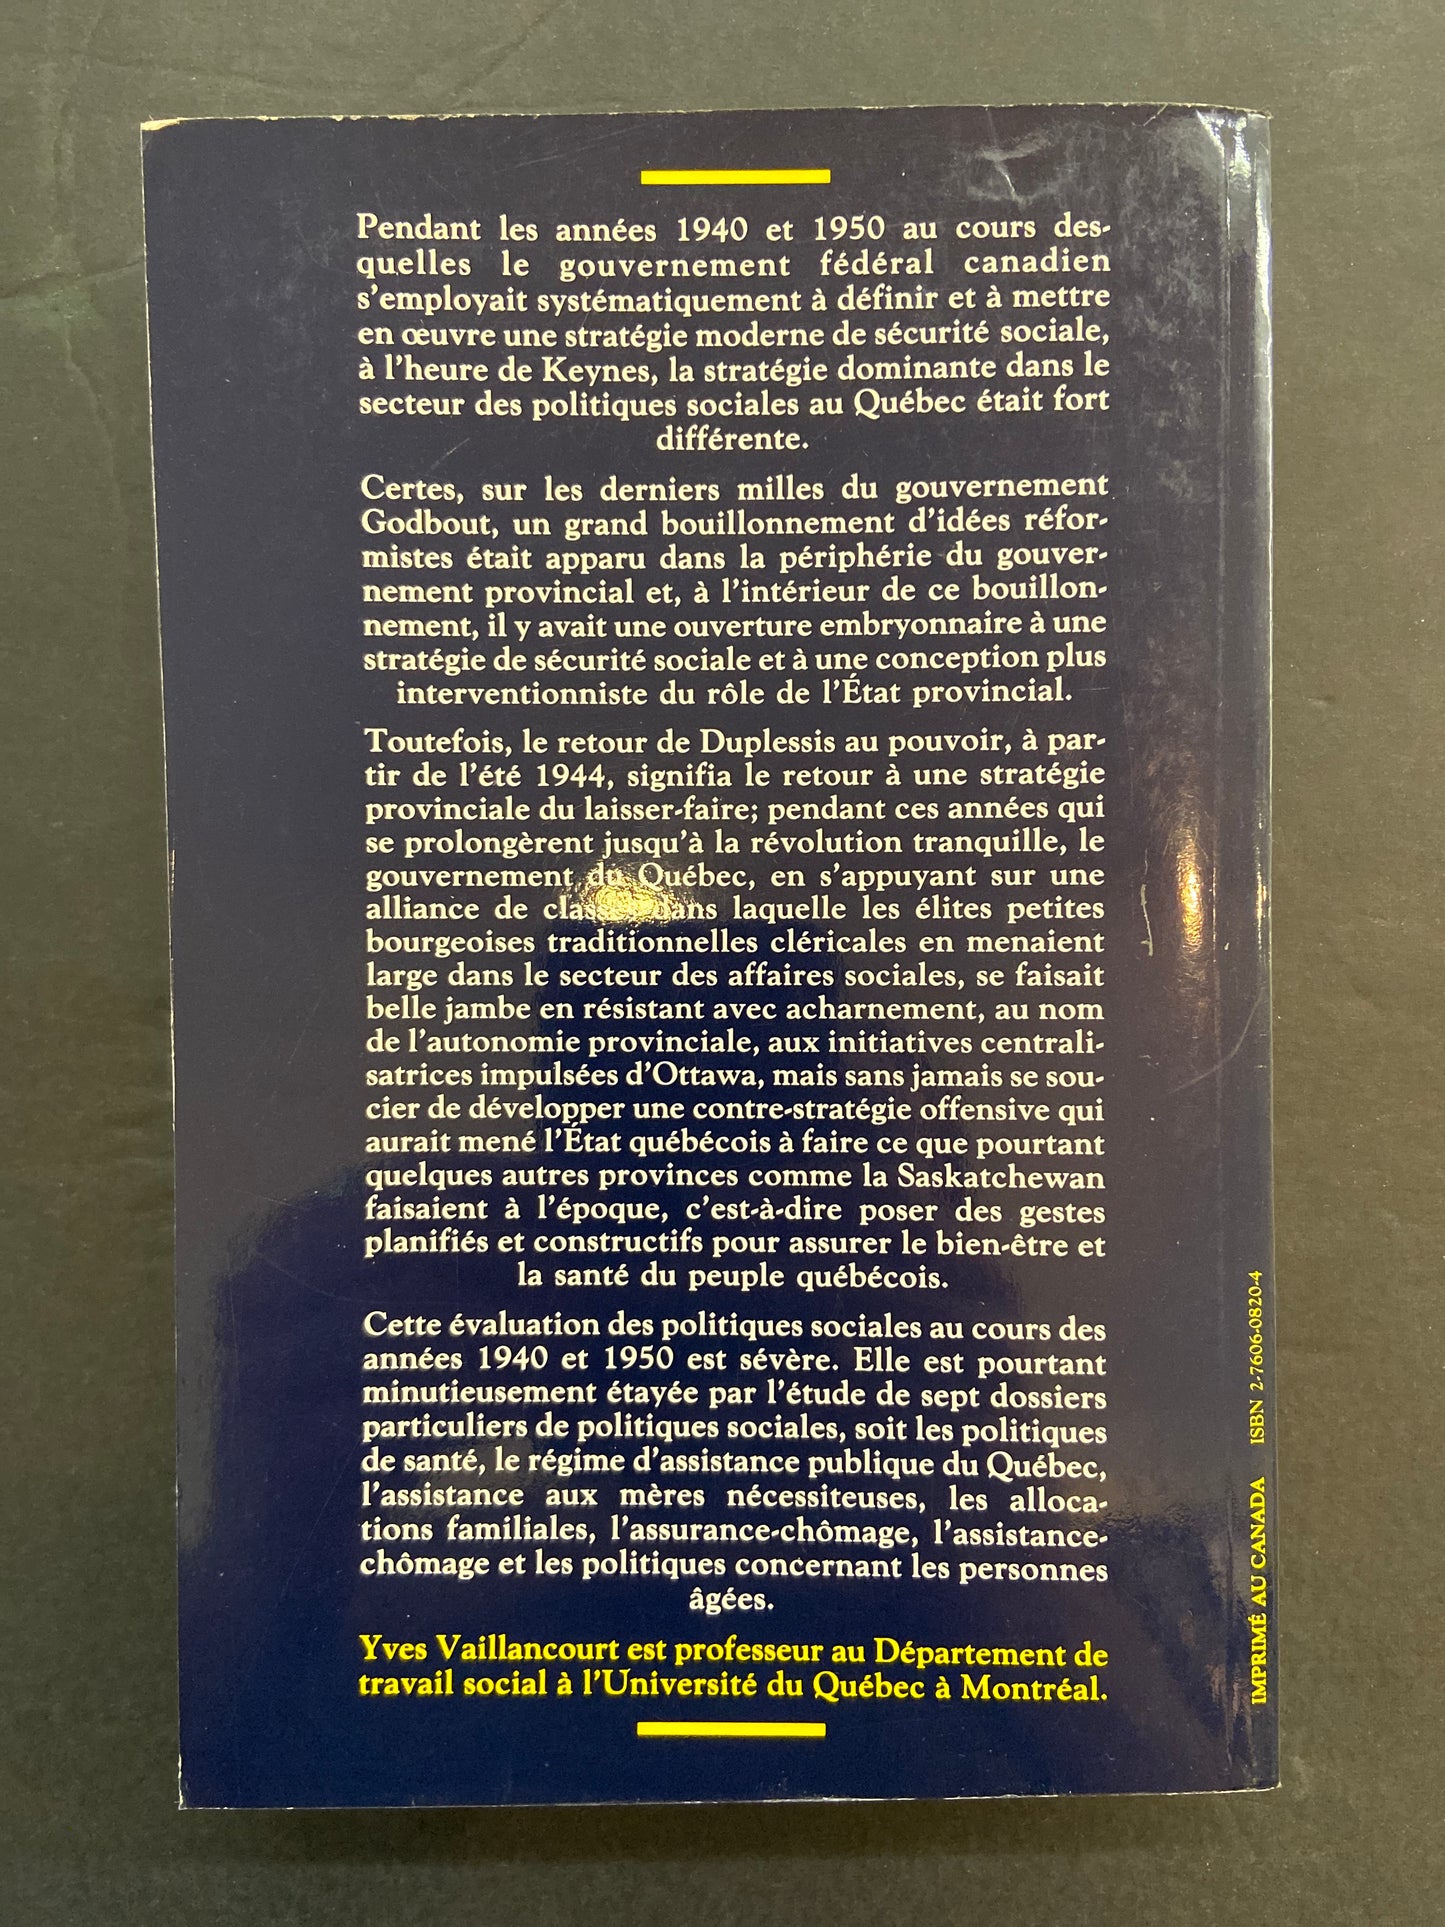 Pendant les années 1940 et 1950 au cours des-
quelles le gouvernement fédéral canadien
s'employait systématiquement à définir et à mettre
en œuvre une stratégie moderne de sécurité sociale,
à l'heure de Keynes, la stratégie dominante dans le
secteur des politiques sociales au Québec était fort
différente.
Certes, sur les derniers milles du gouvernement
Godbout, un grand bouillonnement d'idées réfor-
mistes était apparu dans la périphérie du gouver-
nement provincial et, à l'intérieur de ce bouillon-
nement, il y avait une ouverture embryonnaire à une
stratégie de sécurité sociale et à une conception plus
interventionniste du rôle de l'État provincial.
Toutefois, le retour de Duplessis au pouvoir, à par-
tir de l'été 1944, signifia le retour à une stratégie
provinciale du laisser-faire; pendant ces années qui
se prolongèrent jusqu'à la révolution tranquille, le
gouvernement du Québec, en s'appuyant sur une
alliance de classes dans laquelle les élites petites
bourgeoises traditionnelles cléricales en menaient
large dans le secteur des affaires sociales, se faisait
belle jambe en résistant avec acharnement, au nom
de l'autonomie provinciale, aux initiatives centrali-
satrices impulsées d'Ottawa, mais sans jamais se sou-
cier de développer une contre-stratégie offensive qui
aurait mené l'État québécois à faire ce que pourtant
quelques autres provinces comme la Saskatchewan
faisaient à l'époque, c'est-à-dire poser des gestes
planifiés et constructifs pour assurer le bien-être et
la santé du peuple québécois.
Cette évaluation des politiques sociales au cours des
années 1940 et 1950 est sévère. Elle est pourtant
minutieusement étayée par l'étude de sept dossiers
particuliers de politiques sociales, soit les politiques
de santé, le régime d'assistance publique du Québec,
l'assistance aux mères nécessiteuses, les alloca-
tions familiales, l'assurance-chômage, l'assistance-
chômage et les politiques concernant les personnes
âgées.
Yves Vaillancourt est professeur au Département de
travail social à l'Université du Québec à Montréal.
IMPRIMÉ AU CANADA ISBN 2-7606-0820-4